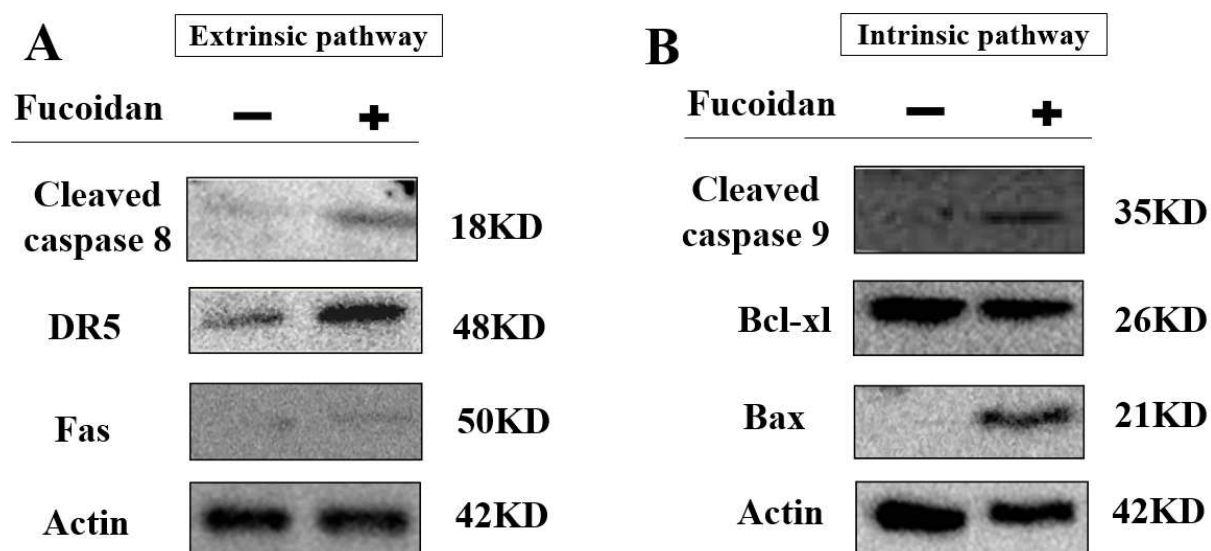 A
Extrinsic pathway
Fucoidan − +
Cleaved
caspase 8
18KD
DR5 48KD
Fas 50KD
Actin 42KD
B
Intrinsic pathway
Fucoidan − +
Cleaved
caspase 9
35KD
Bcl-xl 26KD
Bax 21KD
Actin 42KD